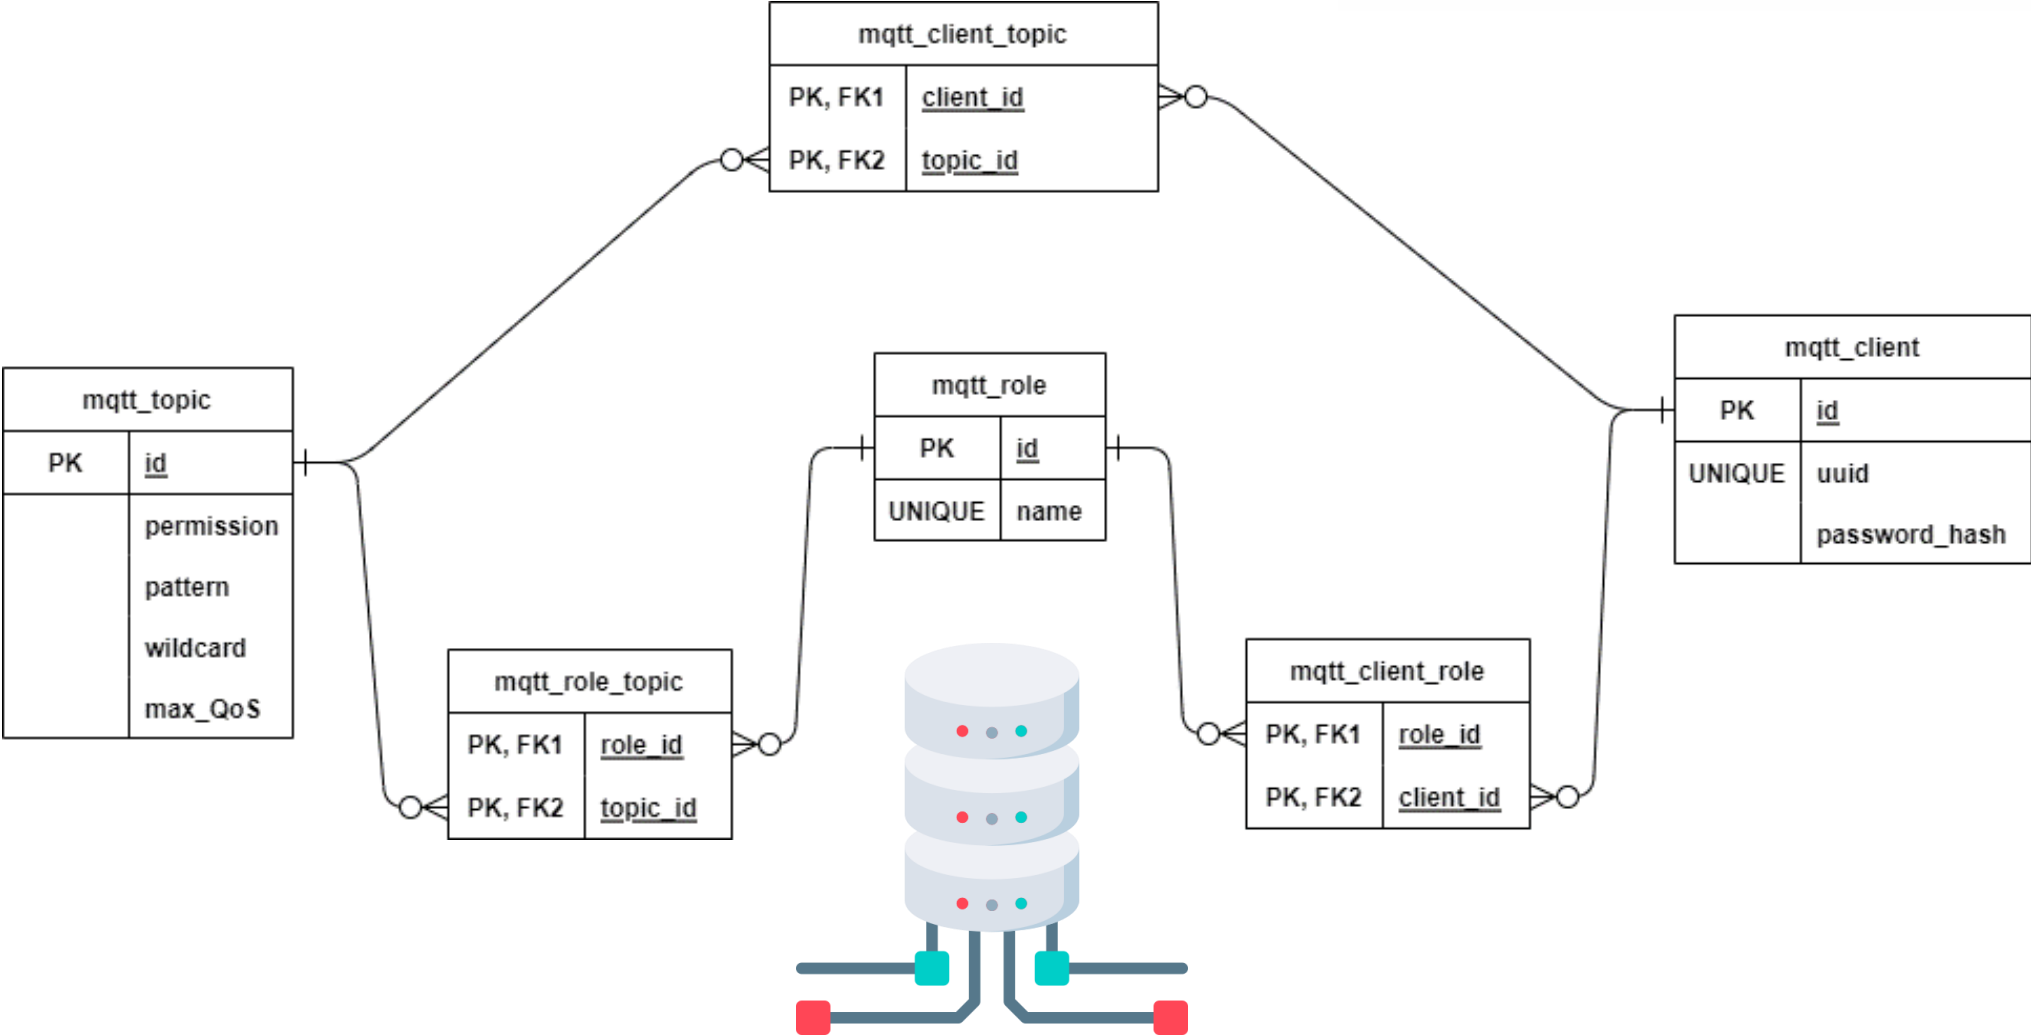 mqtt_client_topic
PK, FK1 client_id
PK, FK2 topic_id
mqtt_topic
PK id
permission
pattern
wildcard
max_QoS
mqtt_role
PK id
UNIQUE name
mqtt_client
PK id
UNIQUE uuid
password_hash
mqtt_role_topic
PK, FK1 role_id
PK, FK2 topic_id
mqtt_client_role
PK, FK1 role_id
PK, FK2 client_id